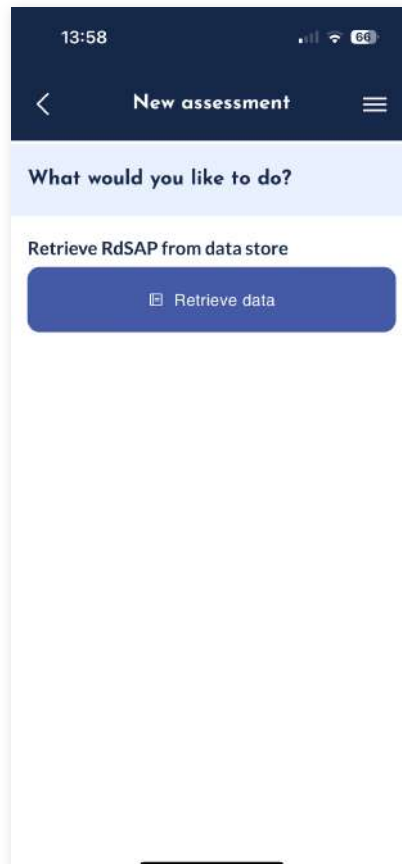 13:58
66
New assessment
What would you like to do?
Retrieve RdSAP from data store
Retrieve data